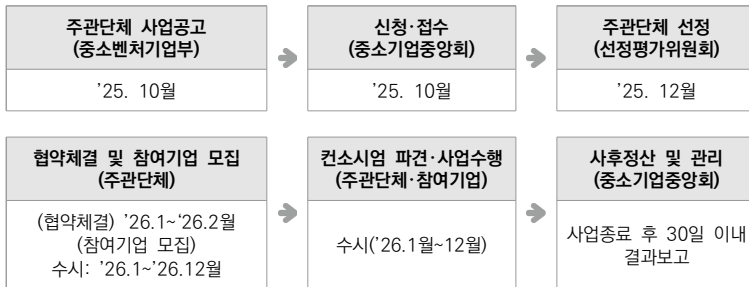 주관단체 사업공고
(중소벤처기업부)
’25. 10월
신청·접수
(중소기업중앙회)
’25. 10월
주관단체 선정
(선정평가위원회)
’25. 12월
협약체결 및 참여기업 모집
(주관단체)
(협약체결) ’26.1~‘26.2월
(참여기업 모집)
수시: ’26.1~’26.12월
컨소시엄 파견·사업수행
(주관단체·참여기업)
수시(’26.1월~12월)
사후정산 및 관리
(중소기업중앙회)
사업종료 후 30일 이내
결과보고